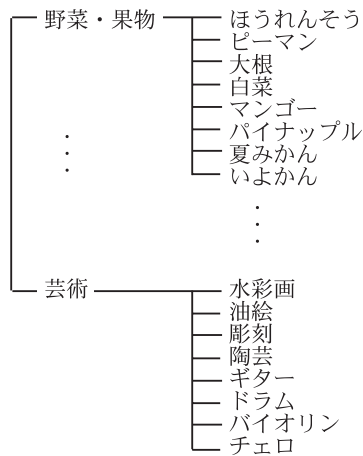 野菜・果物
ほうれんそう
ピーマン
大根
白菜
マンゴー
パイナップル
夏みかん
いよかん
芸術
水彩画
油絵
彫刻
陶芸
ギター
ドラム
バイオリン
チェロ